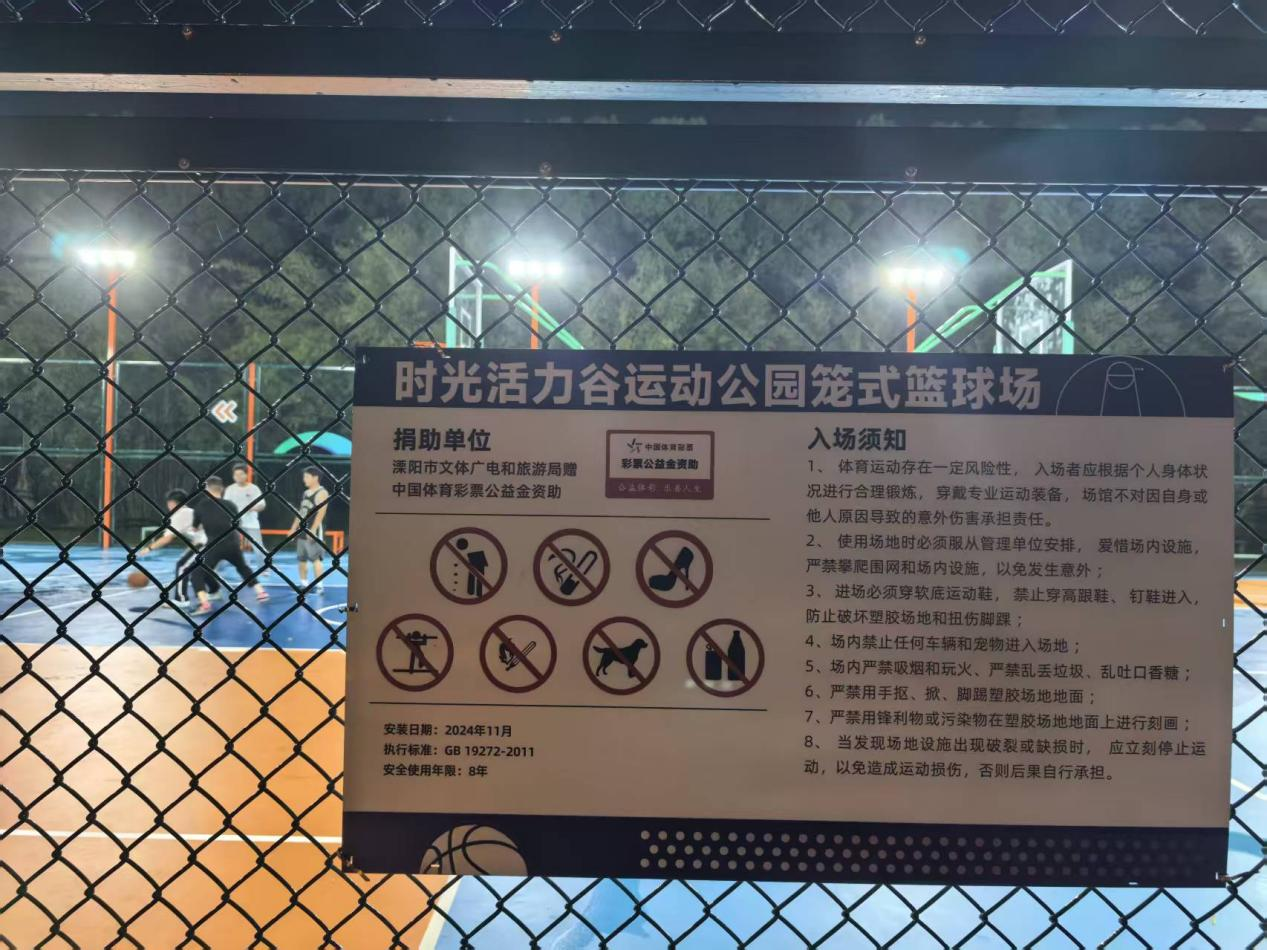 时光活力谷运动公园笼式篮球场
捐助单位
溧阳市文体广电和旅游局赠
中国体育彩票公益金资助
中国体育彩票
彩票公益金资助
公益体彩 乐善人生
安装日期：2024年11月
执行标准：GB 19272-2011
安全使用年限：8年
入场须知
1、 体育运动存在一定风险性， 入场者应根据个人身体状
况进行合理锻炼， 穿戴专业运动装备， 场馆不对因自身或
他人原因导致的意外伤害承担责任。
2、 使用场地时必须服从管理单位安排， 爱惜场内设施，
严禁攀爬围网和场内设施，以免发生意外；
3、 进场必须穿软底运动鞋， 禁止穿高跟鞋、钉鞋进入，
防止破坏塑胶场地和扭伤脚踝；
4、场内禁止任何车辆和宠物进入场地；
5、场内严禁吸烟和玩火、严禁乱丢垃圾、乱吐口香糖；
6、严禁用手抠、掀、脚踢塑胶场地地面；
7、严禁用锋利物或污染物在塑胶场地地面上进行刻画；
8、 当发现场地设施出现破裂或缺损时， 应立刻停止运
动，以免造成运动损伤，否则后果自行承担。